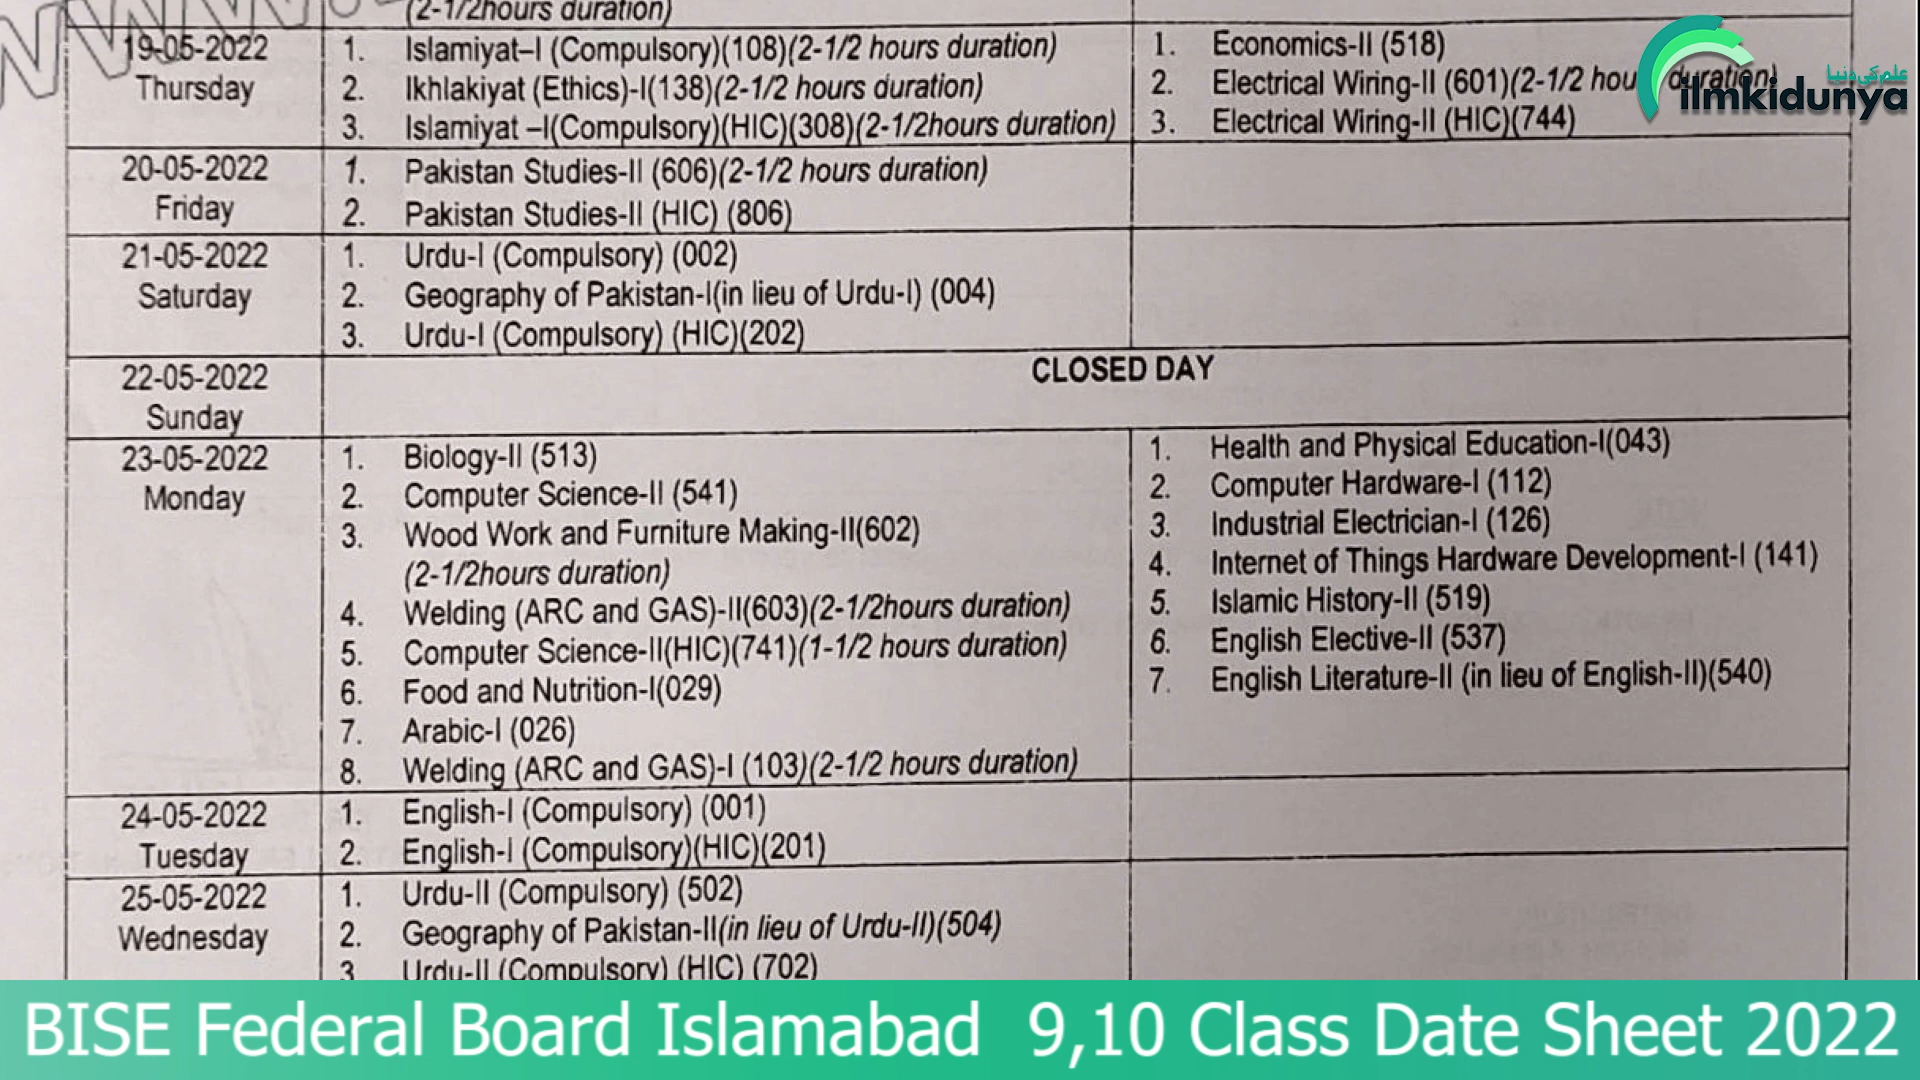 (2-1/2hours duration)
19-05-2022
Thursday
1. Islamiyat–I (Compulsory)(108)(2-1/2 hours duration)
2. Ikhlakiyat (Ethics)-I(138)(2-1/2 hours duration)
3. Islamiyat –I(Compulsory)(HIC)(308)(2-1/2hours duration)
1. Economics-II (518)
2. Electrical Wiring-II (601)(2-1/2 hou duration)
3. Electrical Wiring-II (HIC)(744)
علم کی دنیا
ilmkidunya
20-05-2022
Friday
1. Pakistan Studies-II (606)(2-1/2 hours duration)
2. Pakistan Studies-II (HIC) (806)
21-05-2022
Saturday
1. Urdu-I (Compulsory) (002)
2. Geography of Pakistan-I(in lieu of Urdu-I) (004)
3. Urdu-I (Compulsory) (HIC)(202)
22-05-2022
Sunday
CLOSED DAY
23-05-2022
Monday
1. Biology-II (513)
2. Computer Science-II (541)
3. Wood Work and Furniture Making-II(602)
(2-1/2hours duration)
4. Welding (ARC and GAS)-II(603)(2-1/2hours duration)
5. Computer Science-II(HIC)(741)(1-1/2 hours duration)
6. Food and Nutrition-I(029)
7. Arabic-I (026)
8. Welding (ARC and GAS)-I (103)(2-1/2 hours duration)
1. Health and Physical Education-I(043)
2. Computer Hardware-I (112)
3. Industrial Electrician-I (126)
4. Internet of Things Hardware Development-I (141)
5. Islamic History-II (519)
6. English Elective-II (537)
7. English Literature-II (in lieu of English-II)(540)
24-05-2022
Tuesday
1. English-I (Compulsory) (001)
2. English-I (Compulsory)(HIC)(201)
25-05-2022
Wednesday
1. Urdu-II (Compulsory) (502)
2. Geography of Pakistan-II(in lieu of Urdu-II)(504)
3 Urdu-II (Compulsory) (HIC) (702)
BISE Federal Board Islamabad 9,10 Class Date Sheet 2022